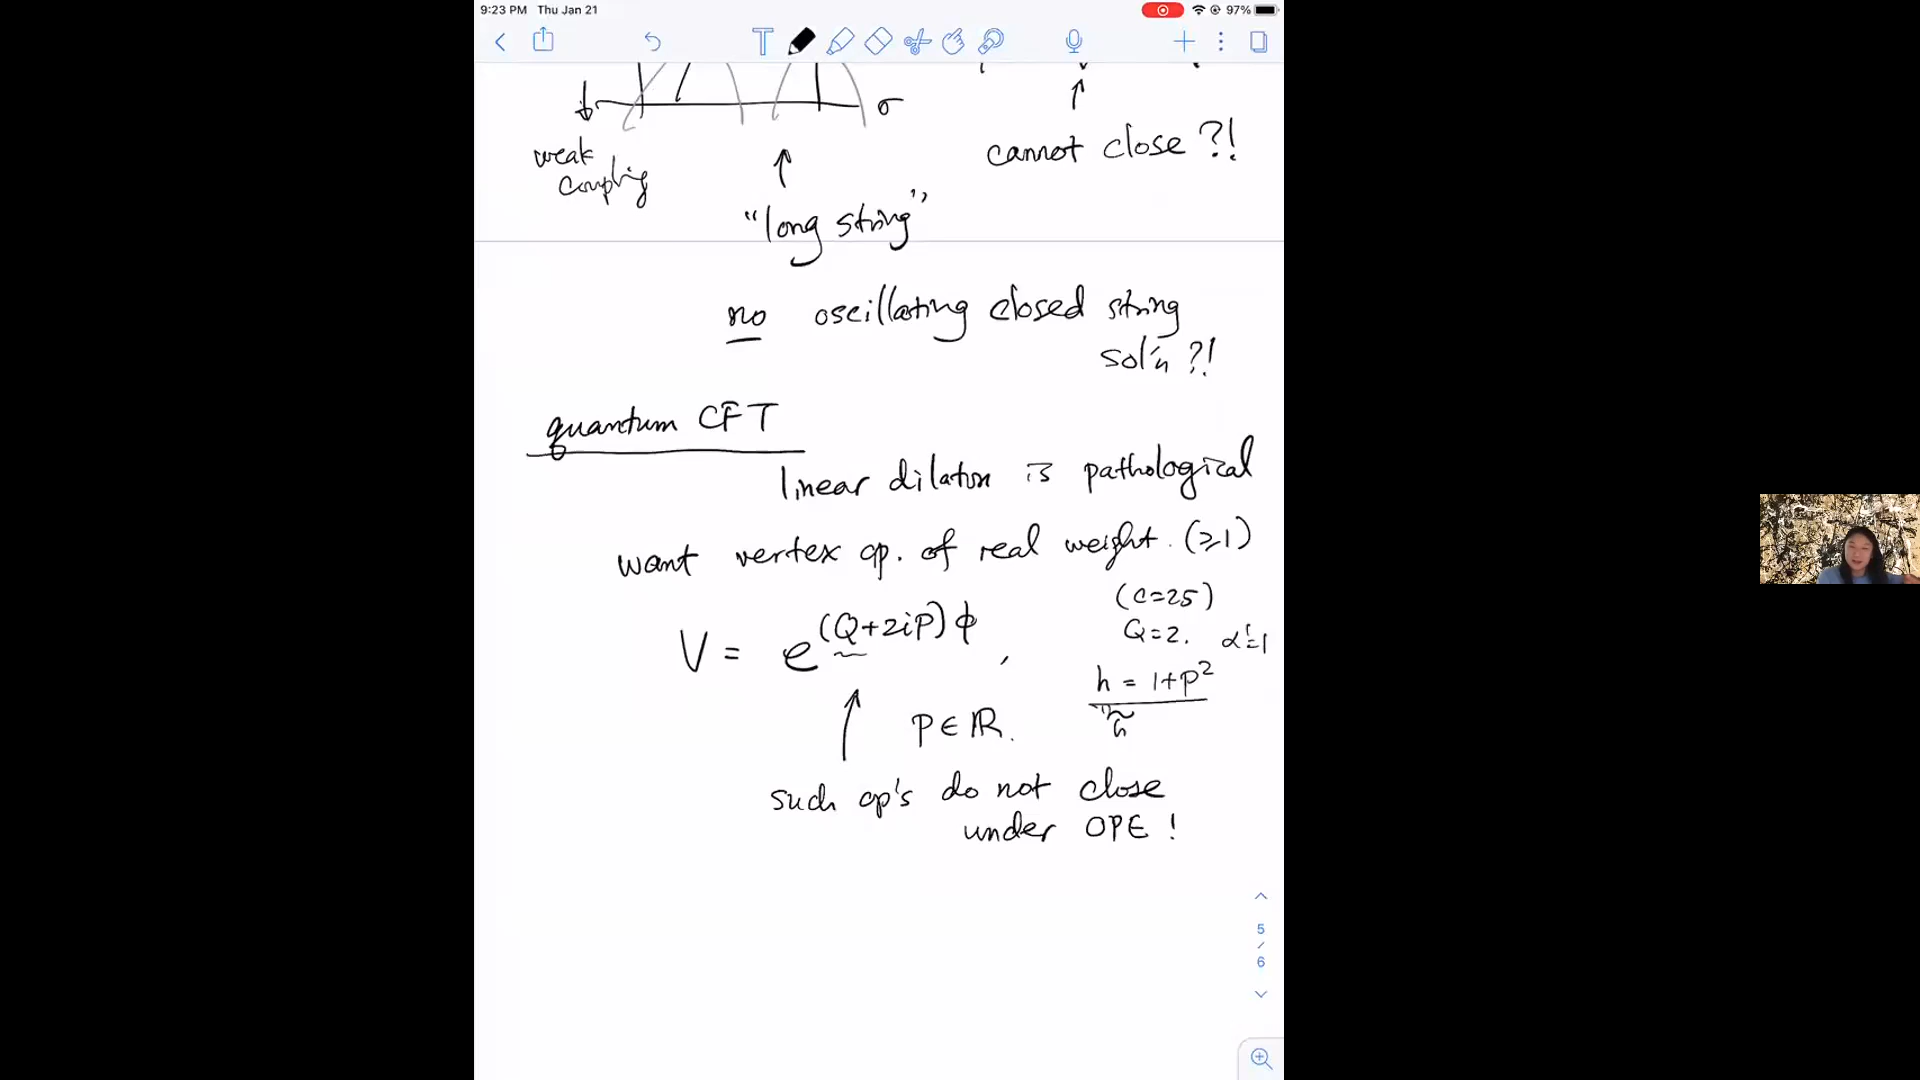 9:23 PM Thu Jan 21
97%
T
σ
weak
coupling
cannot close ?!
"long string"
no oscillating closed string
sol'n ?!
quantum CFT
linear dilaton is pathological
want vertex op. of real weight. (≥1)
(c=25)
Q=2. α'=1
V = e^{(Q+2iP)ϕ},
h = 1+P²
h̃
P∈ℝ.
such op's do not close
under OPE !
5
/
6